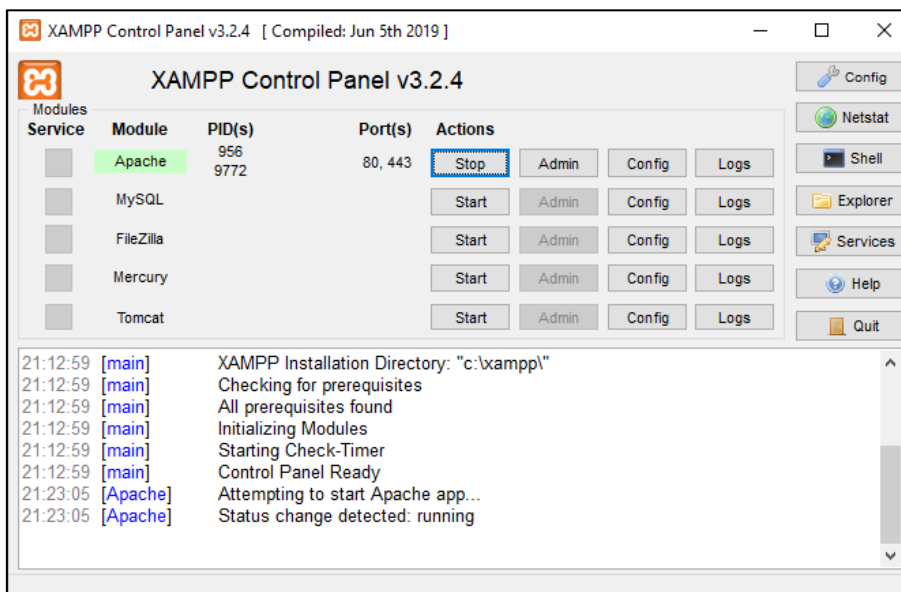 XAMPP Control Panel v3.2.4 [ Compiled: Jun 5th 2019 ]
XAMPP Control Panel v3.2.4
Config
Modules
Service Module PID(s) Port(s) Actions
Netstat
Apache 956 9772 80, 443 Stop Admin Config Logs
Shell
MySQL Start Admin Config Logs
Explorer
FileZilla Start Admin Config Logs
Services
Mercury Start Admin Config Logs
Help
Tomcat Start Admin Config Logs
Quit
21:12:59 [main] XAMPP Installation Directory: "c:\xampp\"
21:12:59 [main] Checking for prerequisites
21:12:59 [main] All prerequisites found
21:12:59 [main] Initializing Modules
21:12:59 [main] Starting Check-Timer
21:12:59 [main] Control Panel Ready
21:23:05 [Apache] Attempting to start Apache app...
21:23:05 [Apache] Status change detected: running